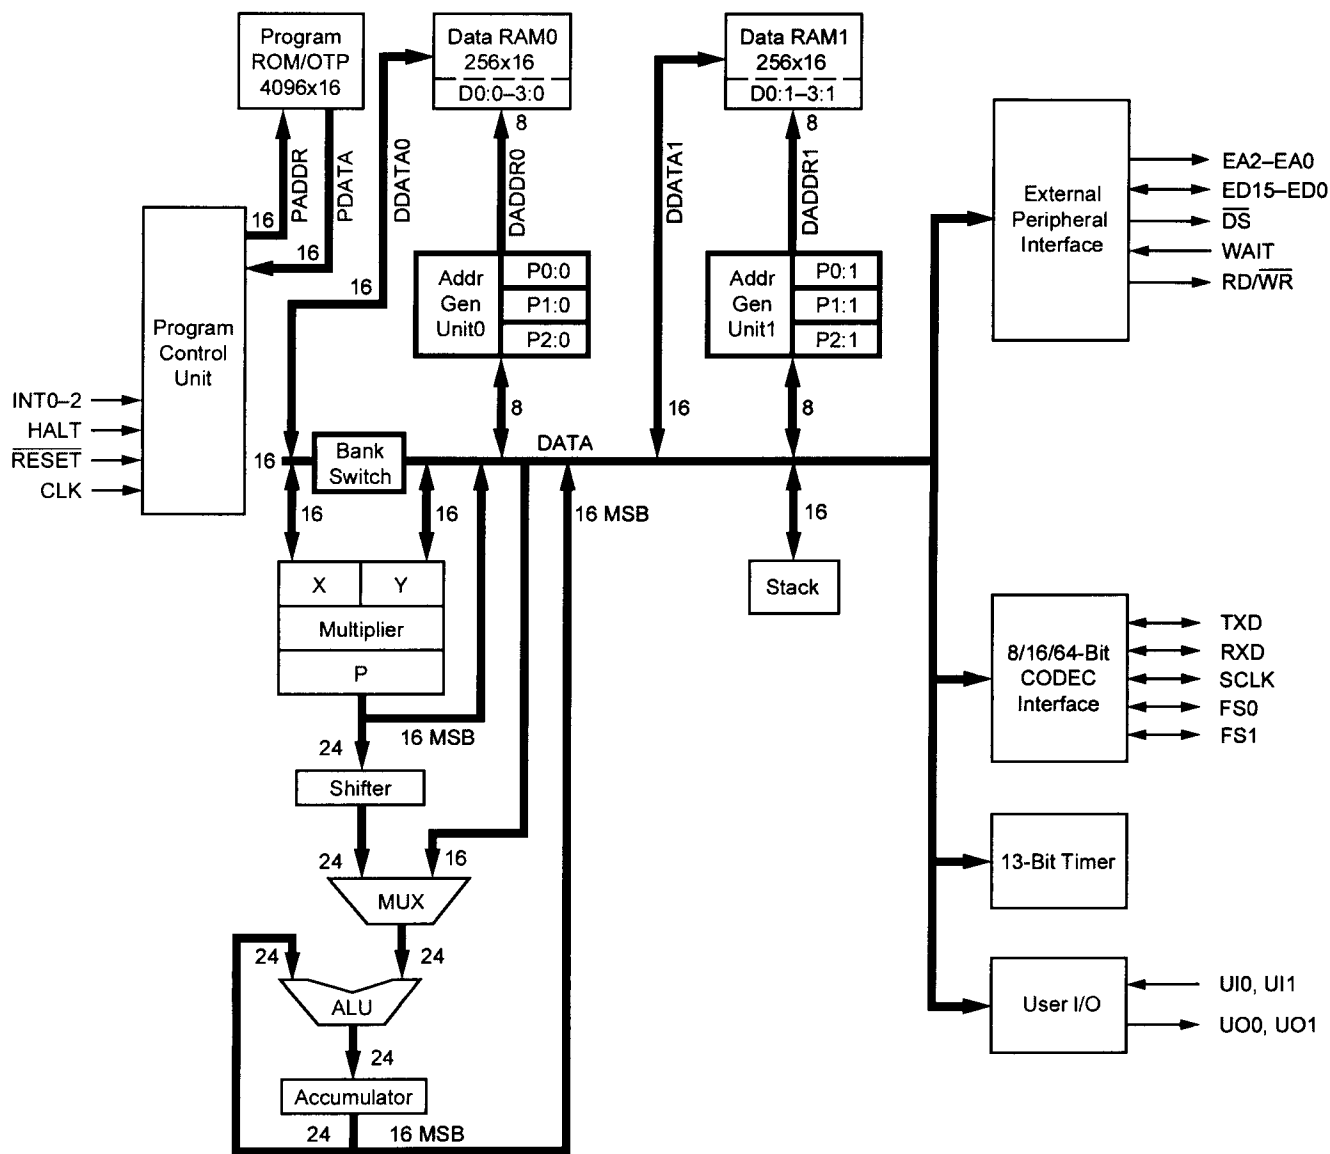 Program
ROM/OTP
4096x16
Data RAM0
256x16
D0:0–3:0
Data RAM1
256x16
D0:1–3:1
8
8
PADDR
PDATA
DDATA0
DADDR0
DDATA1
DADDR1
16
16
16
Program
Control
Unit
Addr
Gen
Unit0
P0:0
P1:0
P2:0
Addr
Gen
Unit1
P0:1
P1:1
P2:1
External
Peripheral
Interface
EA2–EA0
ED15–ED0
DS
WAIT
RD/WR
INT0–2
HALT
RESET
CLK
8
16
8
16
Bank
Switch
DATA
16
16
16 MSB
16
X
Y
Multiplier
P
Stack
24
16 MSB
Shifter
24
16
MUX
24
24
ALU
24
Accumulator
24
16 MSB
8/16/64-Bit
CODEC
Interface
TXD
RXD
SCLK
FS0
FS1
13-Bit Timer
User I/O
UI0, UI1
UO0, UO1